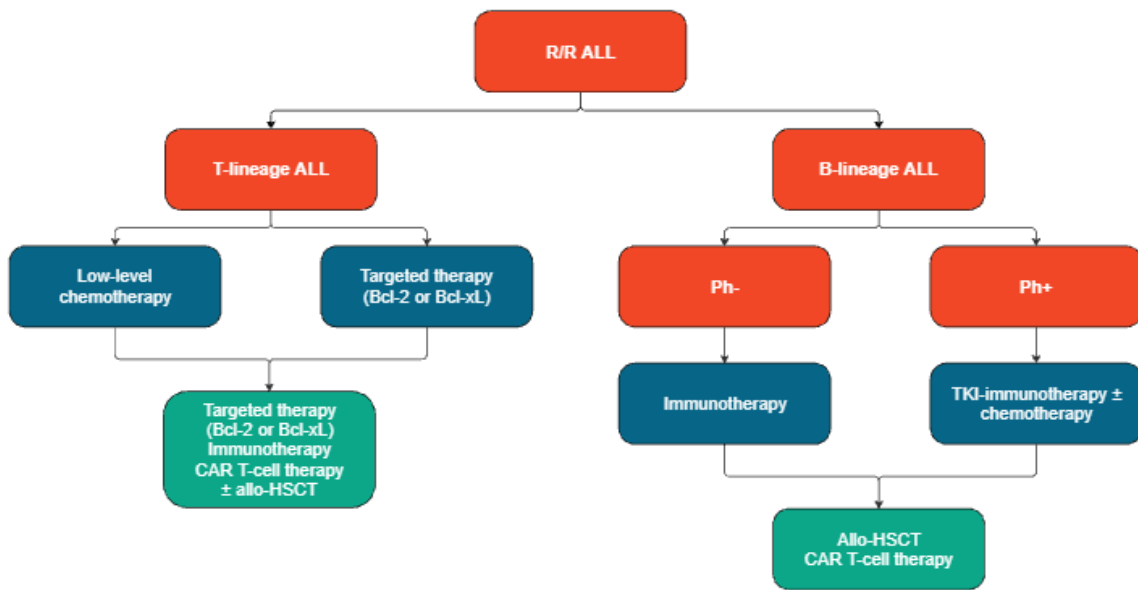 R/R ALL
T-lineage ALL
B-lineage ALL
Low-level
chemotherapy
Targeted therapy
(Bcl-2 or Bcl-xL)
Ph-
Ph+
Targeted therapy
(Bcl-2 or Bcl-xL)
Immunotherapy
CAR T-cell therapy
± allo-HSCT
Immunotherapy
TKI-immunotherapy ±
chemotherapy
Allo-HSCT
CAR T-cell therapy